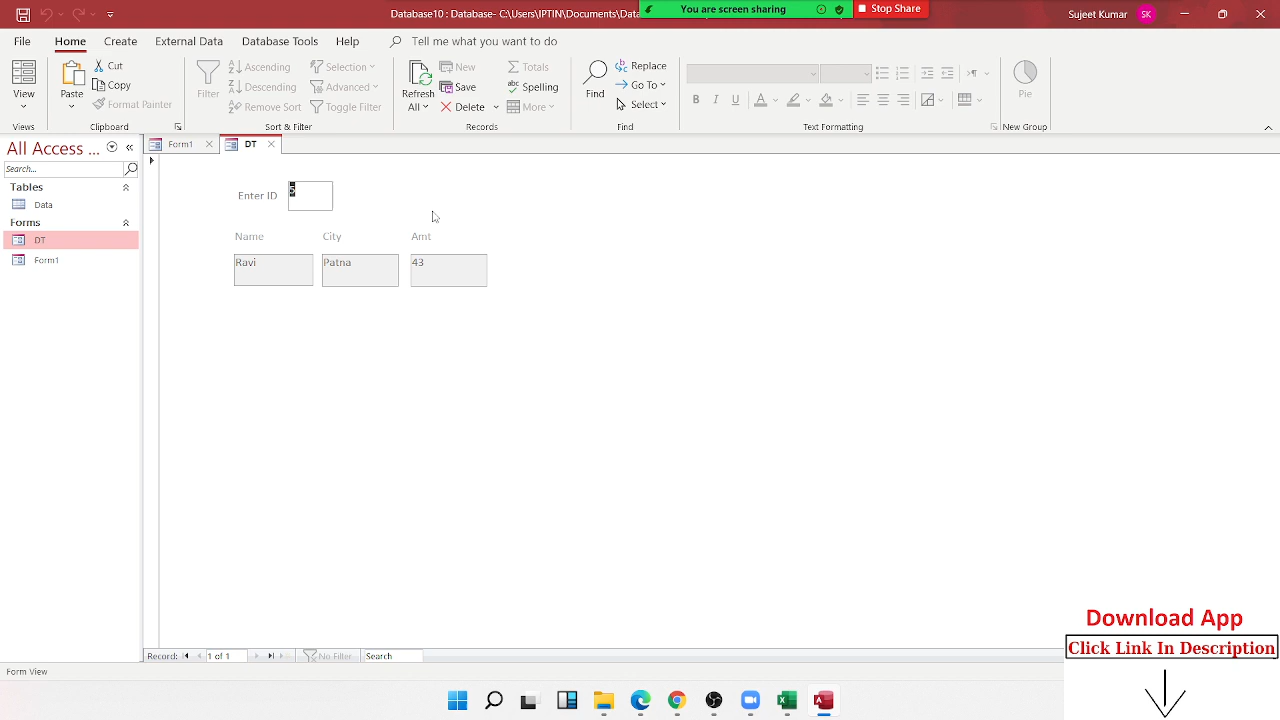 Database10 : Database- C:\Users\IPTIN\Documents\Data
You are screen sharing
Stop Share
Sujeet Kumar
SK
File Home Create External Data Database Tools Help Tell me what you want to do
View
Views
Paste
Cut
Copy
Format Painter
Clipboard
Filter
Ascending
Descending
Remove Sort
Selection
Advanced
Toggle Filter
Sort & Filter
Refresh
All
New
Save
Delete
Totals
Spelling
More
Records
Find
Replace
Go To
Select
Find
B I U A
Text Formatting
Pie
New Group
All Access ...
Search...
Tables
Data
Forms
DT
Form1
Form1 DT
Enter ID
Name City Amt
Ravi Patna 43
Record: 1 of 1 No Filter Search
Form View
Download App
Click Link In Description